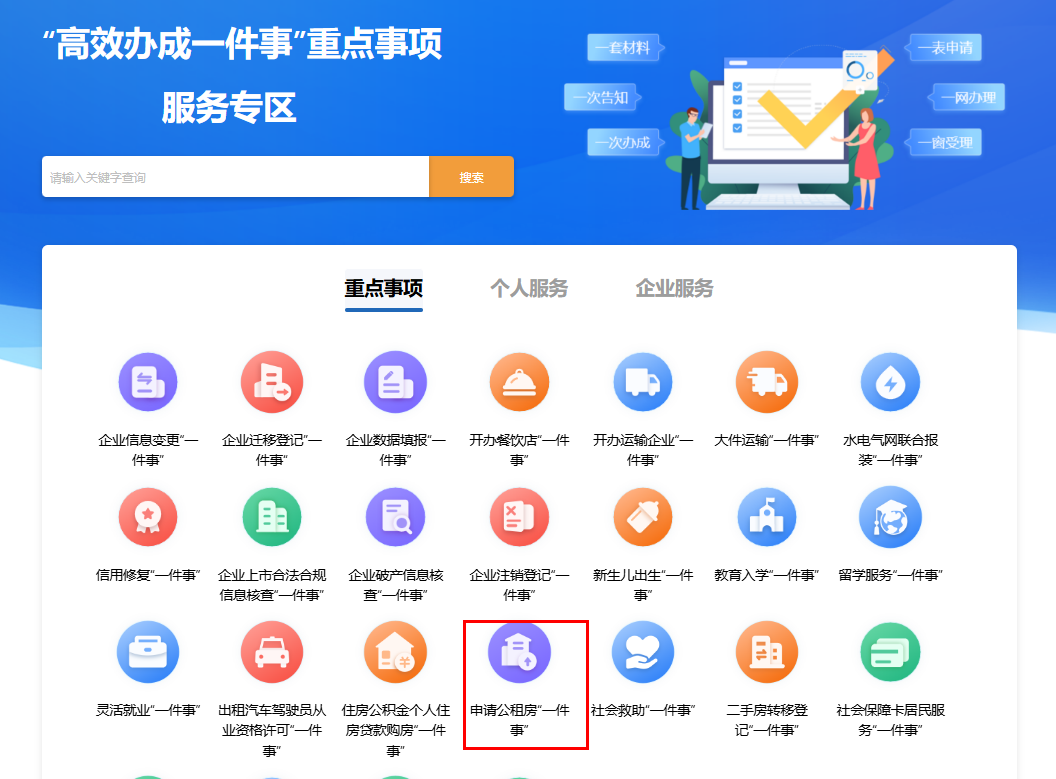 “高效办成一件事”重点事项
服务专区
一套材料
一次告知
一次办成
一表申请
一网办理
一窗受理
请输入关键字查询
搜索
重点事项
个人服务
企业服务
企业信息变更“一
件事”
企业迁移登记“一
件事”
企业数据填报“一
件事”
开办餐饮店“一件
事”
开办运输企业“一
件事”
大件运输“一件事”
水电气网联合报
装“一件事”
信用修复“一件事”
企业上市合法合规
信息核查“一件事”
企业破产信息核
查“一件事”
企业注销登记“一
件事”
新生儿出生“一件
事”
教育入学“一件事”
留学服务“一件事”
灵活就业“一件事”
出租汽车驾驶员从
业资格许可“一件
事”
住房公积金个人住
房贷款购房“一件
事”
申请公租房“一件
事”
社会救助“一件事”
二手房转移登
记“一件事”
社会保障卡居民服
务“一件事”